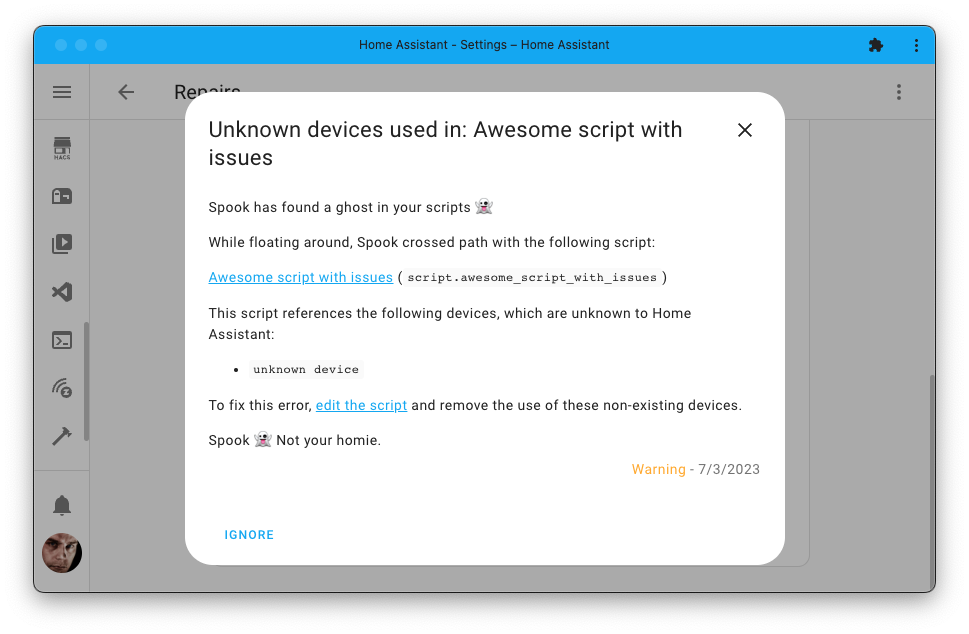 Home Assistant - Settings – Home Assistant
Repairs
HACS
Unknown devices used in: Awesome script with
issues
Spook has found a ghost in your scripts 👻
While floating around, Spook crossed path with the following script:
Awesome script with issues ( script.awesome_script_with_issues )
This script references the following devices, which are unknown to Home
Assistant:
• unknown device
To fix this error, edit the script and remove the use of these non-existing devices.
Spook 👻 Not your homie.
Warning - 7/3/2023
IGNORE